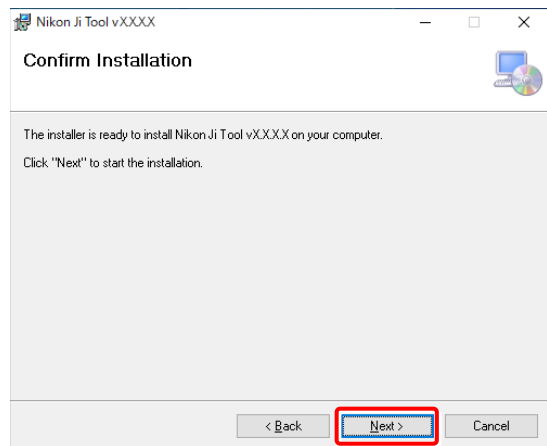 Nikon Ji Tool vXXXX
Confirm Installation
The installer is ready to install Nikon Ji Tool vX.X.X.X on your computer.
Click "Next" to start the installation.
< Back
Next >
Cancel